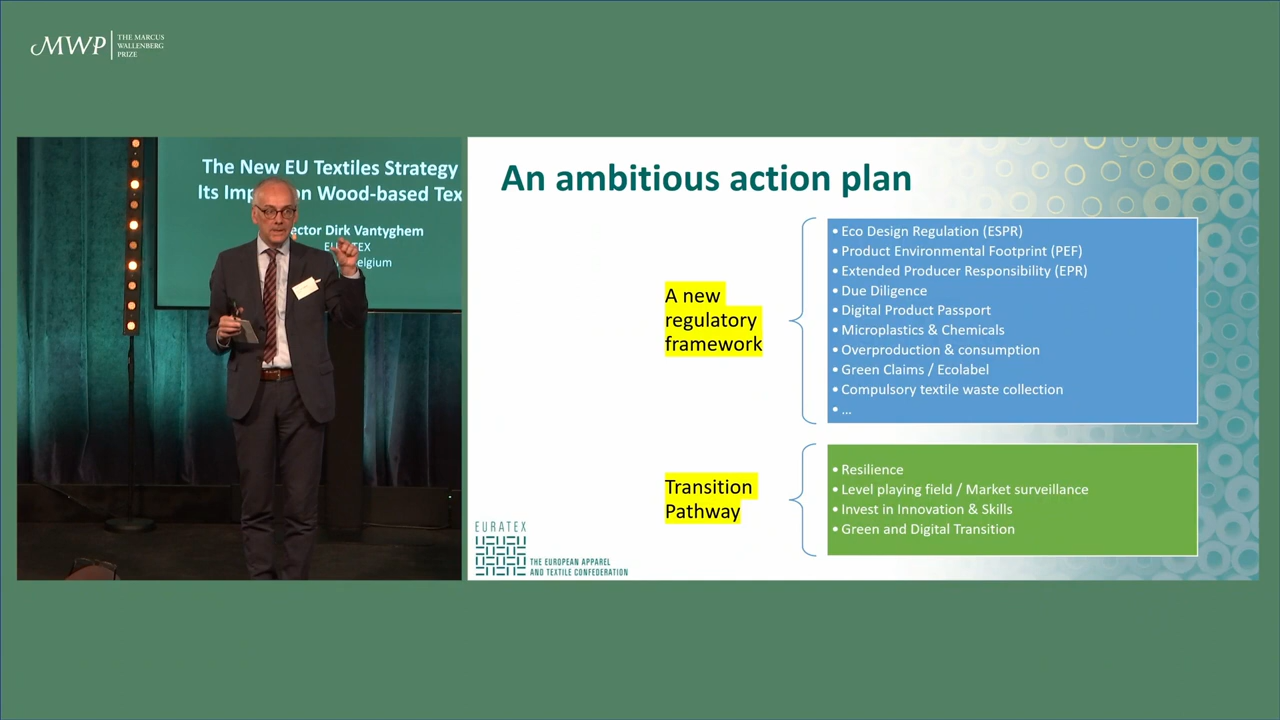 MWP
THE MARCUS
WALLENBERG
PRIZE
The New EU Textiles Strategy
Its Imp on Wood-based Tex
ector Dirk Vantyghem
elgium
An ambitious action plan
A new
regulatory
framework
• Eco Design Regulation (ESPR)
• Product Environmental Footprint (PEF)
• Extended Producer Responsibility (EPR)
• Due Diligence
• Digital Product Passport
• Microplastics & Chemicals
• Overproduction & consumption
• Green Claims / Ecolabel
• Compulsory textile waste collection
• ...
Transition
Pathway
• Resilience
• Level playing field / Market surveillance
• Invest in Innovation & Skills
• Green and Digital Transition
EURATEX
THE EUROPEAN APPAREL
AND TEXTILE CONFEDERATION